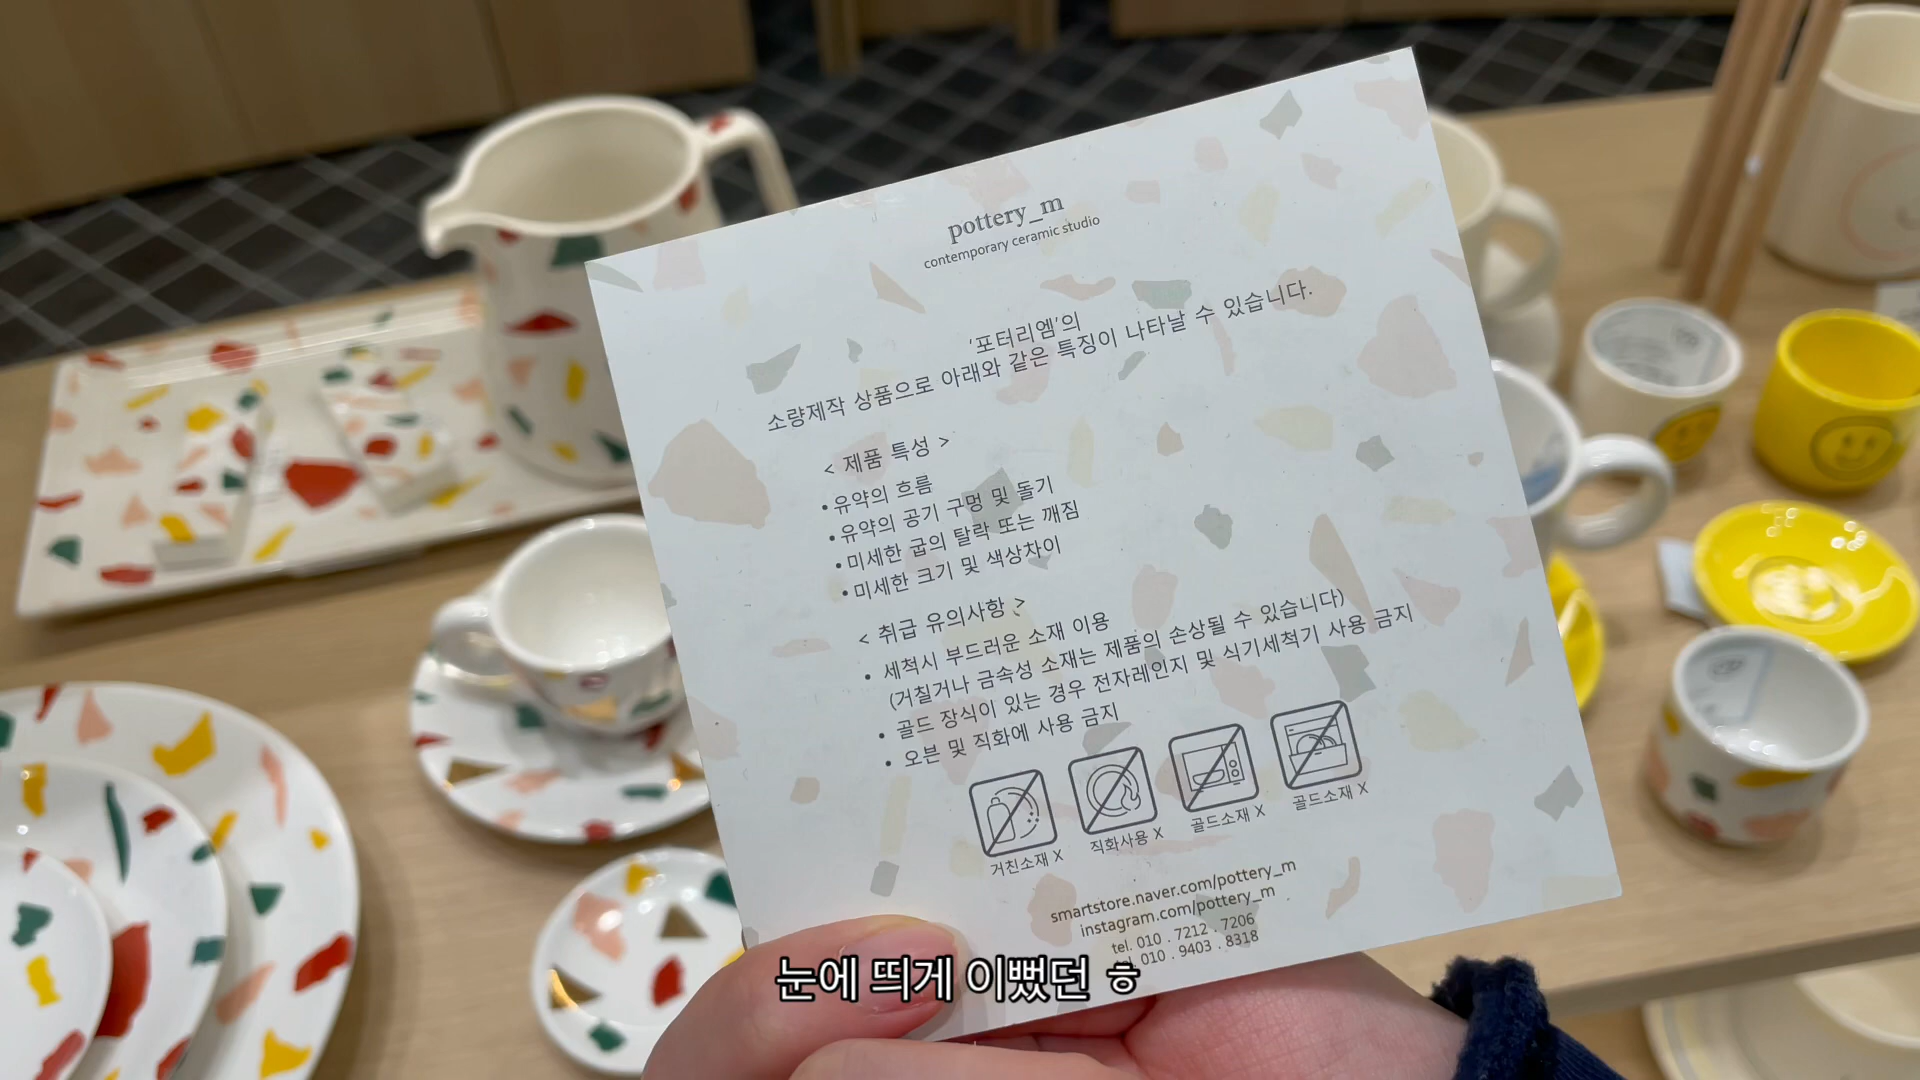 pottery_m
contemporary ceramic studio
'포터리엠'의
소량제작 상품으로 아래와 같은 특징이 나타날 수 있습니다.
< 제품 특성 >
•유약의 흐름
•유약의 공기 구멍 및 돌기
•미세한 굽의 탈락 또는 깨짐
•미세한 크기 및 색상차이
< 취급 유의사항 >
• 세척시 부드러운 소재 이용
(거칠거나 금속성 소재는 제품의 손상될 수 있습니다)
• 골드 장식이 있는 경우 전자레인지 및 식기세척기 사용 금지
• 오븐 및 직화에 사용 금지
거친소재 X
직화사용 X
골드소재 X
골드소재 X
smartstore.naver.com/pottery_m
instagram.com/pottery_m
tel. 010 . 7212 . 7206
tel. 010 . 9403 . 8318
눈에 띄게 이뻤던 ㅎ